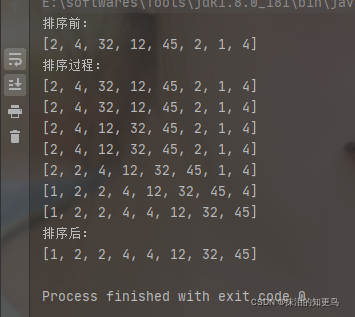 E:\softwares\Tools\jdk1.8.0_181\bin\jav
排序前:
[2, 4, 32, 12, 45, 2, 1, 4]
排序过程:
[2, 4, 32, 12, 45, 2, 1, 4]
[2, 4, 32, 12, 45, 2, 1, 4]
[2, 4, 12, 32, 45, 2, 1, 4]
[2, 4, 12, 32, 45, 2, 1, 4]
[2, 2, 4, 12, 32, 45, 1, 4]
[1, 2, 2, 4, 12, 32, 45, 4]
[1, 2, 2, 4, 4, 12, 32, 45]
排序后:
[1, 2, 2, 4, 4, 12, 32, 45]
Process finished with exit code 0
CSDN @抹泪的知更鸟